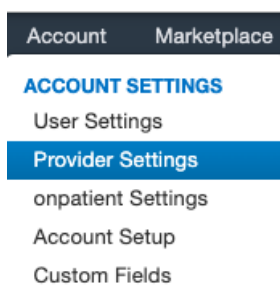 Account Marketplace
ACCOUNT SETTINGS
User Settings
Provider Settings
onpatient Settings
Account Setup
Custom Fields